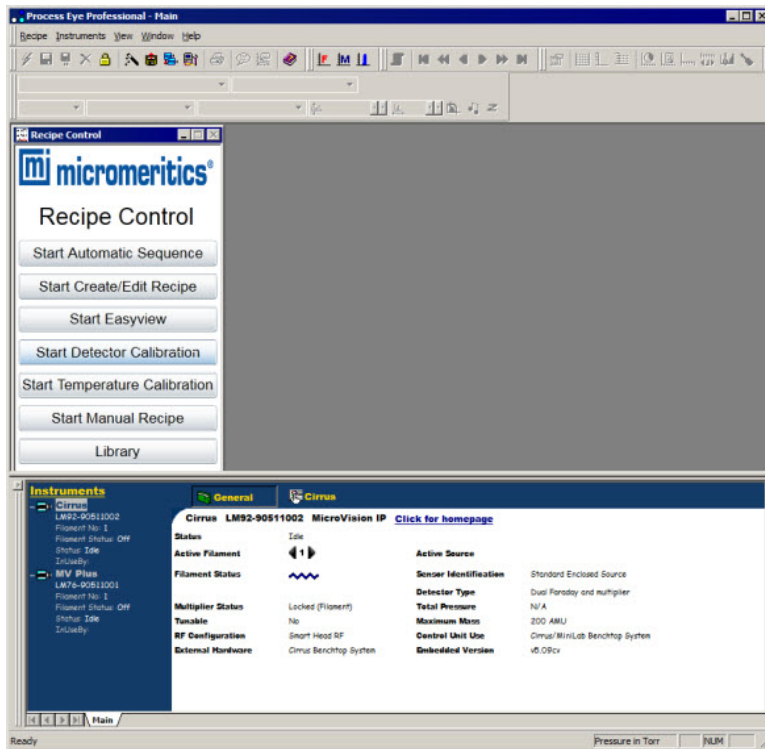 Process Eye Professional - Main
Recipe Instruments View Window Help
Recipe Control
mi micromeritics®
Recipe Control
Start Automatic Sequence
Start Create/Edit Recipe
Start Easyview
Start Detector Calibration
Start Temperature Calibration
Start Manual Recipe
Library
Instruments
Cirrus
LM92-90511002
Filament No: 1
Filament Status: Off
Status: Idle
InUseBy:
MV Plus
LM76-90511001
Filament No: 1
Filament Status: Off
Status: Idle
InUseBy:
General Cirrus
Cirrus LM92-90511002 MicroVision IP Click for homepage
Status Idle
Active Filament 1 Active Source
Filament Status Sensor Identification Standard Enclosed Source
Detector Type Dual Faraday and multiplier
Multiplier Status Locked (Filament) Total Pressure N/A
Tunable No Maximum Mass 200 AMU
RF Configuration Smart Head RF Control Unit Use Cirrus/MiniLab Benchtop System
External Hardware Cirrus Benchtop System Embedded Version v5.09cv
Main
Ready Pressure in Torr NUM